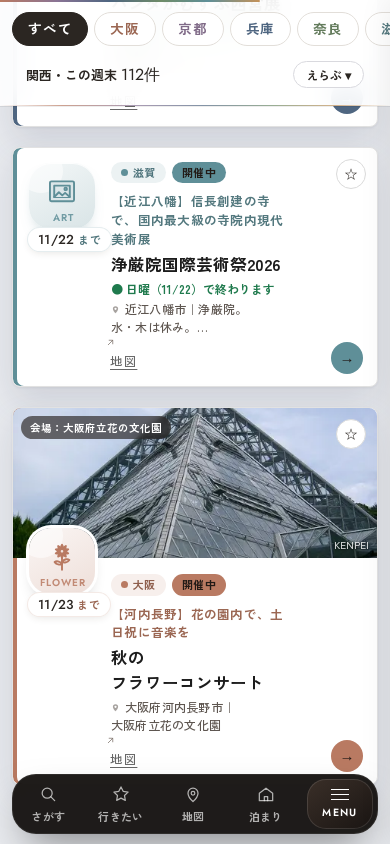 すべて
大阪
京都
兵庫
奈良
関西・この週末 112件
えらぶ ▾
地図
滋賀
開催中
☆
ART
11/22 まで
【近江八幡】信長創建の寺
で、国内最大級の寺院内現代
美術展
浄厳院国際芸術祭2026
日曜（11/22）で終わります
近江八幡市｜浄厳院。
水・木は休み。…
↗
地図
→
会場：大阪府立花の文化園
☆
KENPEI
FLOWER
11/23 まで
大阪
開催中
【河内長野】花の園内で、土
日祝に音楽を
秋の
フラワーコンサート
大阪府河内長野市｜
大阪府立花の文化園
↗
地図
→
さがす
行きたい
地図
泊まり
MENU